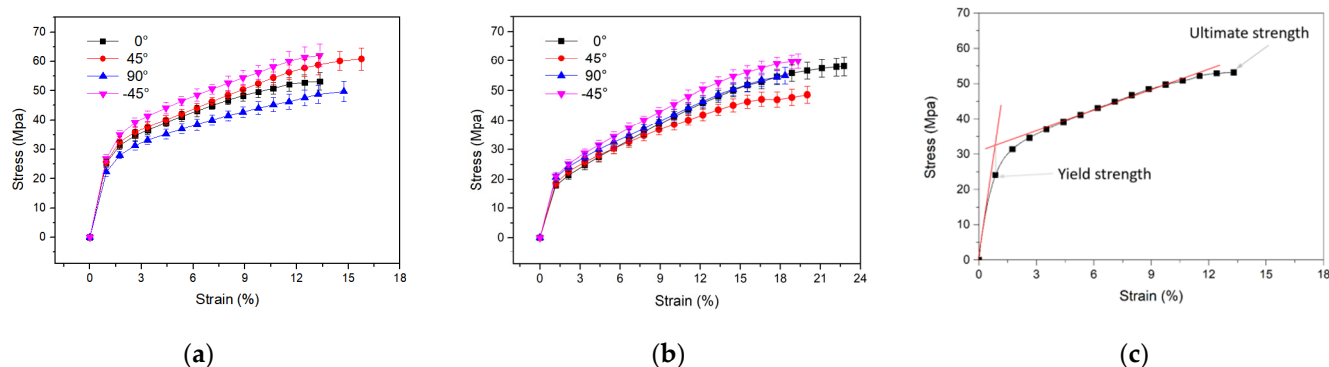 70
60
50
40
30
20
10
0
Stress (Mpa)
0°
45°
90°
-45°
0 3 6 9 12 15 18
Strain (%)
(a)
70
60
50
40
30
20
10
0
Stress (Mpa)
0°
45°
90°
-45°
0 3 6 9 12 15 18 21 24
Strain (%)
(b)
70
60
50
40
30
20
10
0
Stress (Mpa)
Ultimate strength
Yield strength
0 3 6 9 12 15 18
Strain (%)
(c)